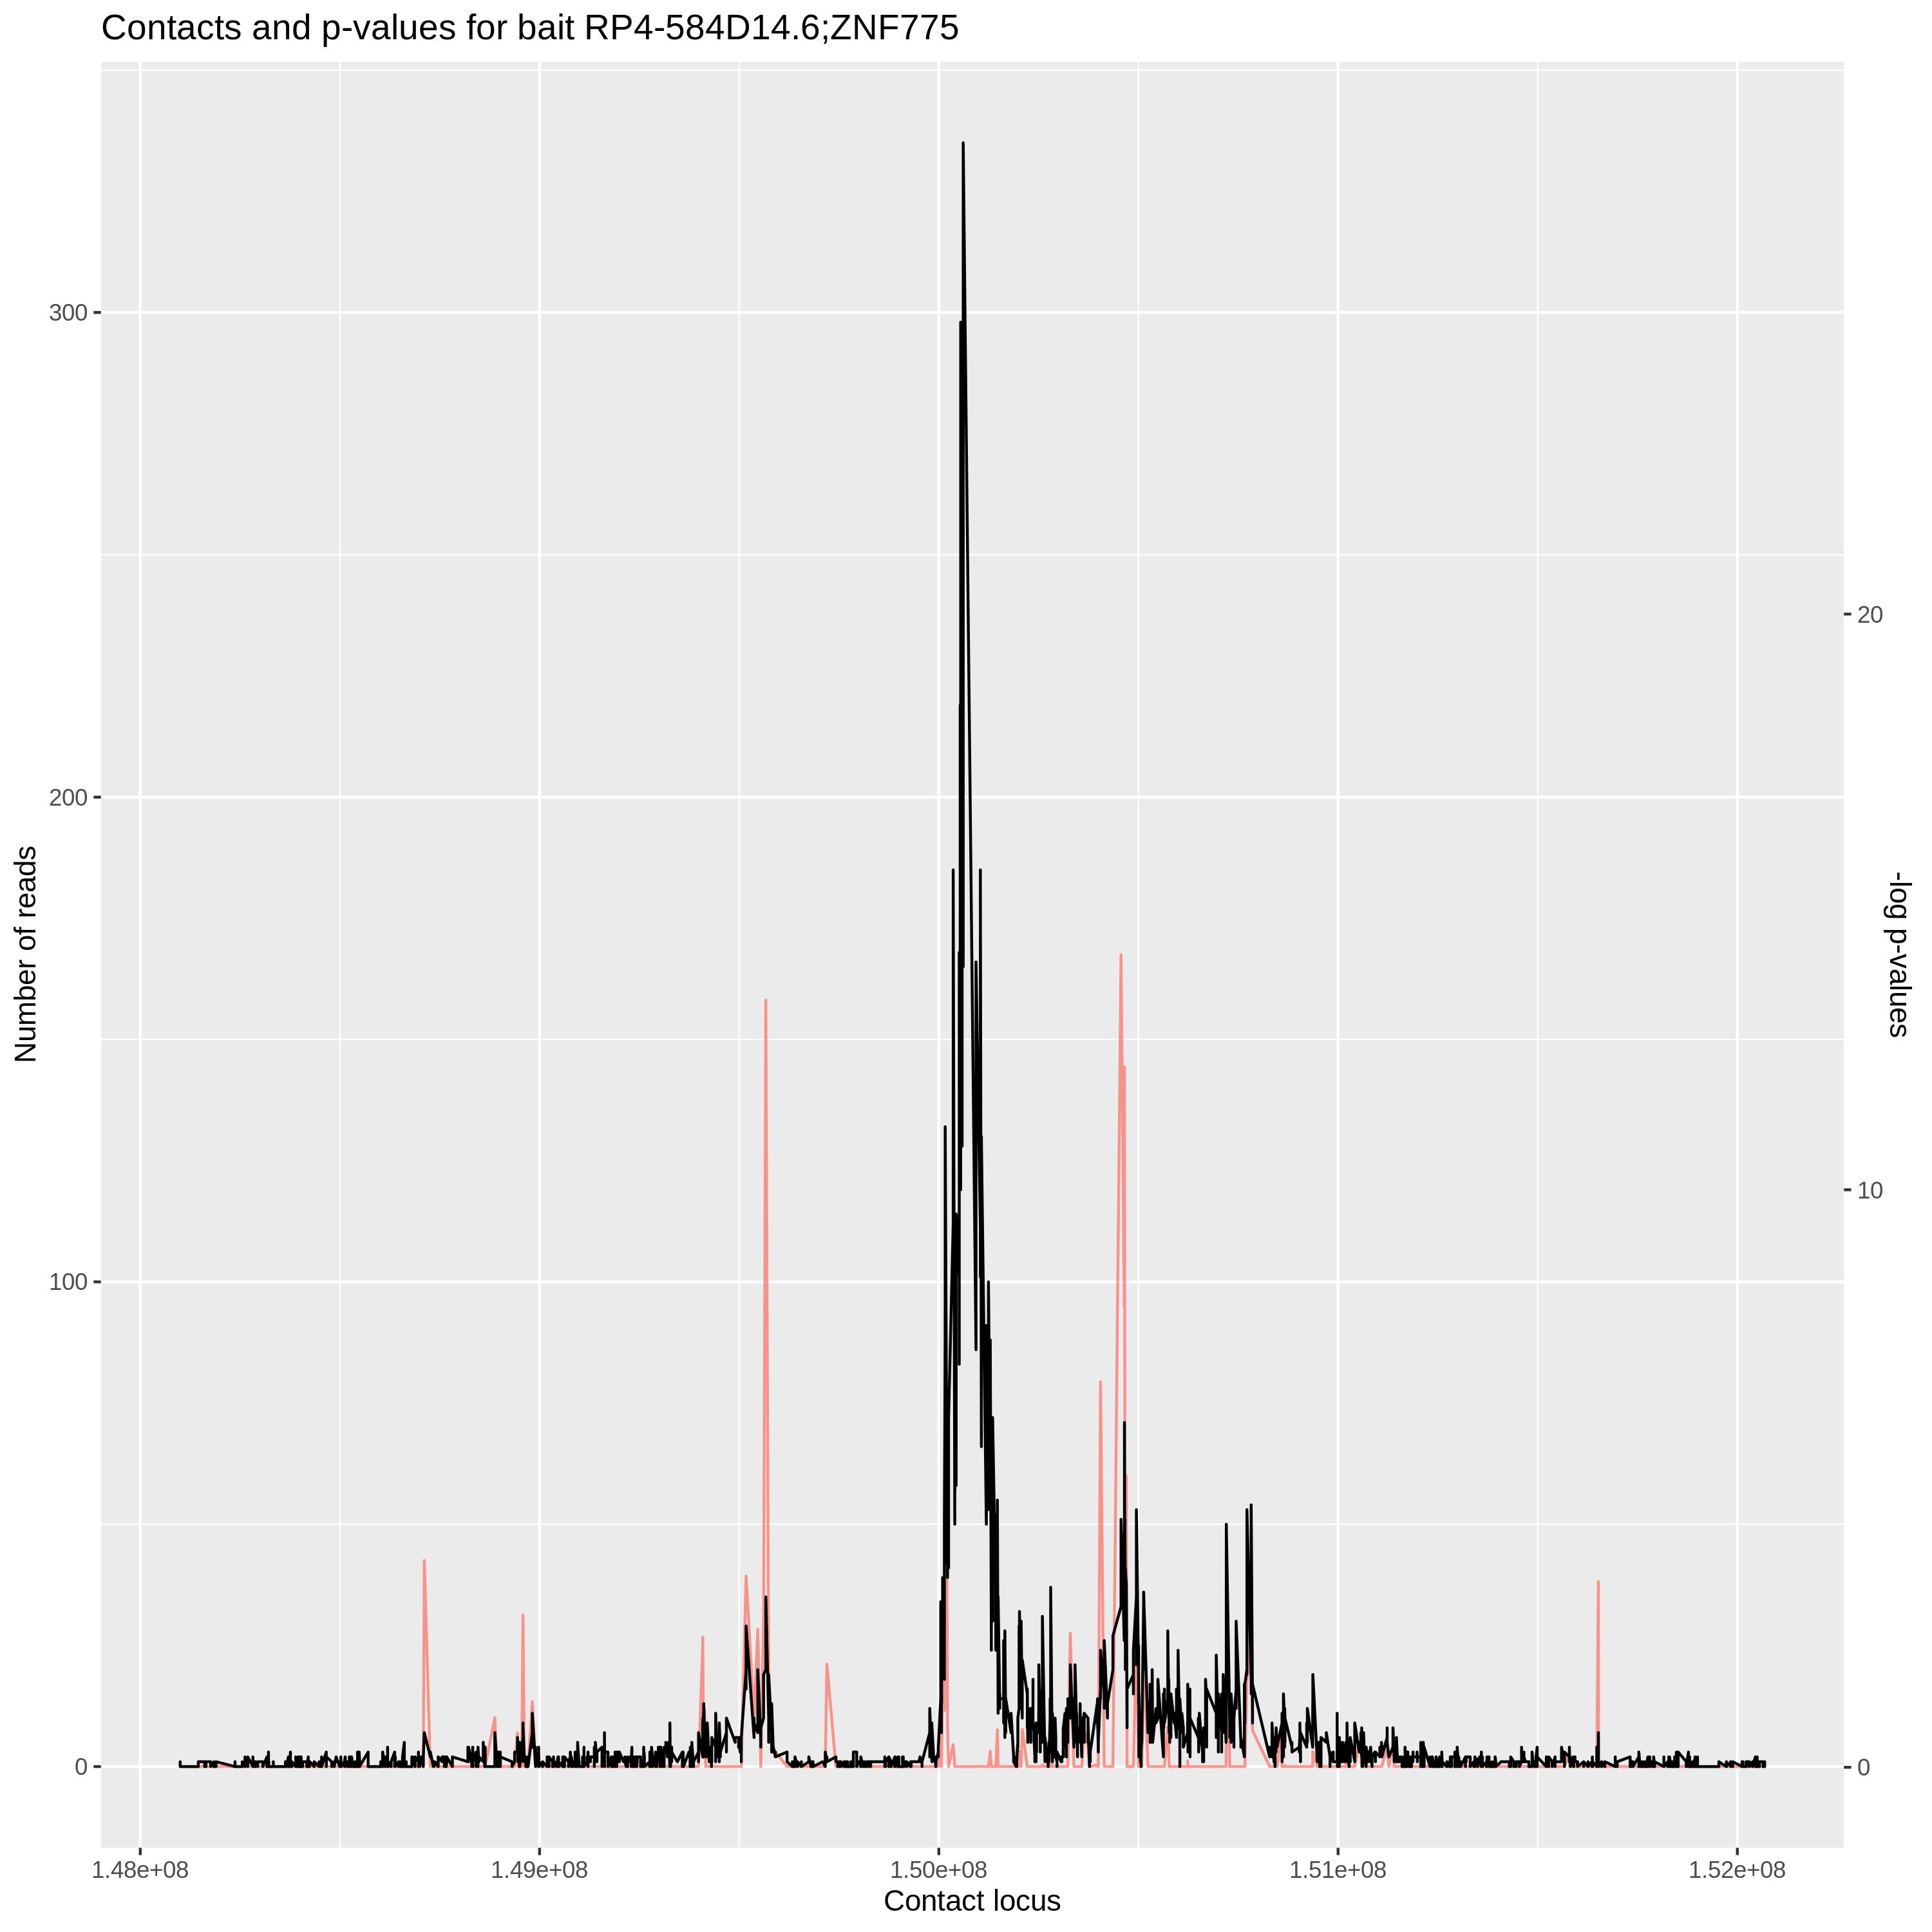 Contacts and p-values for bait RP4-584D14.6;ZNF775
300
200
100
0
Number of reads
20
10
0
-log p-values
1.48e+08
1.49e+08
1.50e+08
1.51e+08
1.52e+08
Contact locus